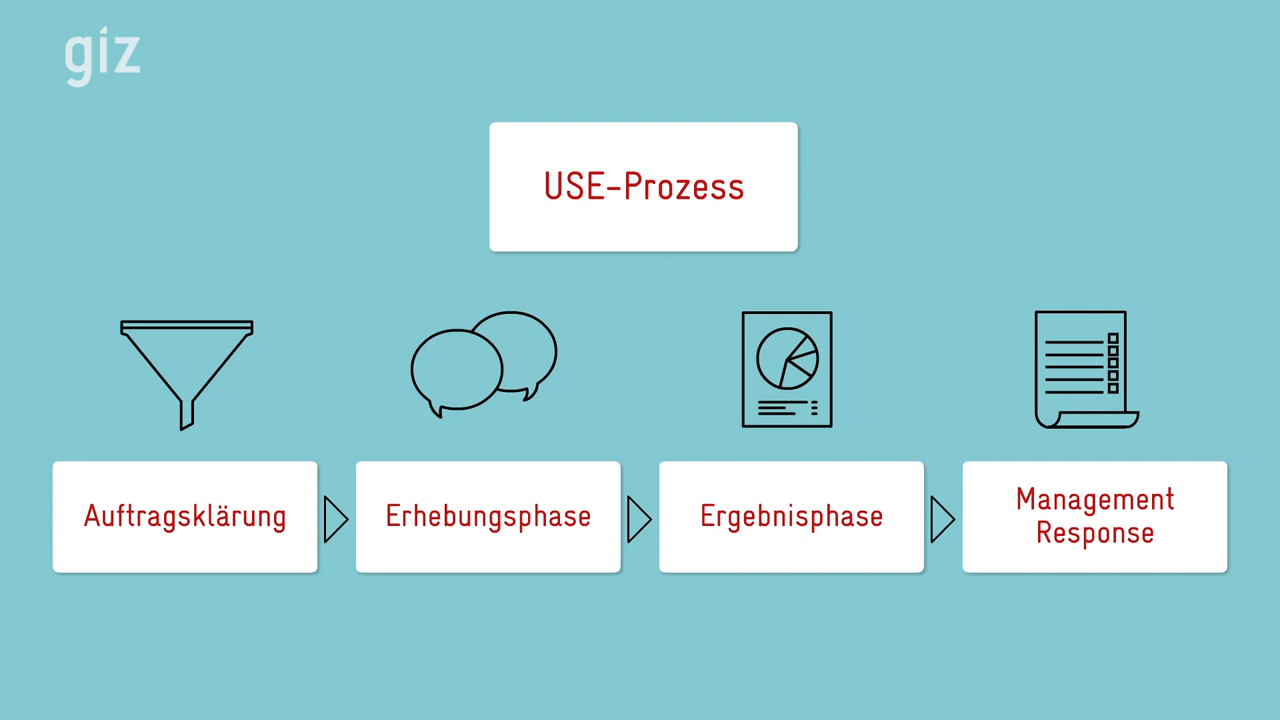 giz
USE-Prozess
Auftragsklärung
Erhebungsphase
Ergebnisphase
Management
Response